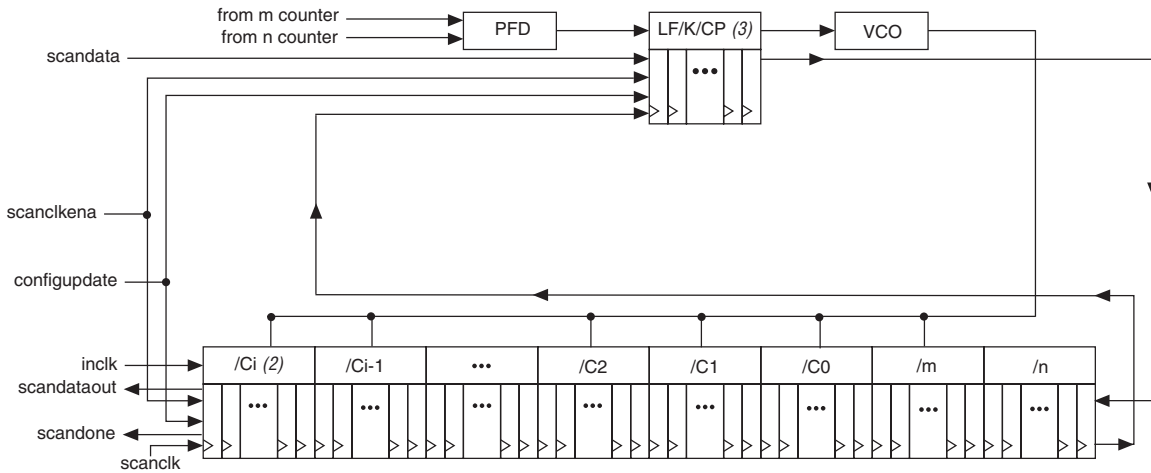 from m counter
from n counter
PFD
LF/K/CP (3)
VCO
scandata
•••
scanclkena
configupdate
inclk
/Ci (2)
/Ci-1
•••
/C2
/C1
/C0
/m
/n
scandataout
••• ••• ••• ••• ••• ••• ••• •••
scandone
scanclk